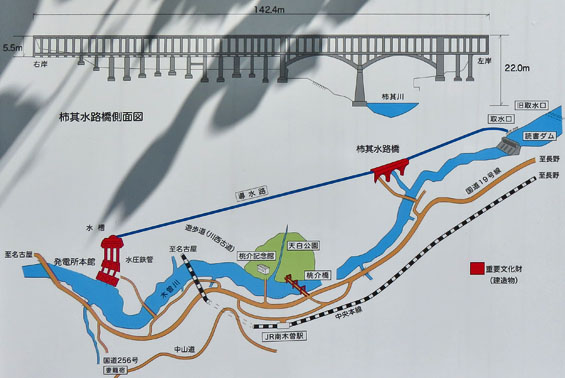 142.4m
5.5m
右岸
左岸
柿其川
22.0m
柿其水路橋側面図
旧取水口
取水口
読書ダム
柿其水路橋
至長野
国道19号線
至長野
導水路
水槽
遊歩道(川西古道)
至名古屋
至名古屋
天白公園
発電所本館
水圧鉄管
桃介記念館
桃介橋
木曽川
重要文化財
(建造物)
中央本線
JR南木曽駅
中山道
国道256号
妻籠宿